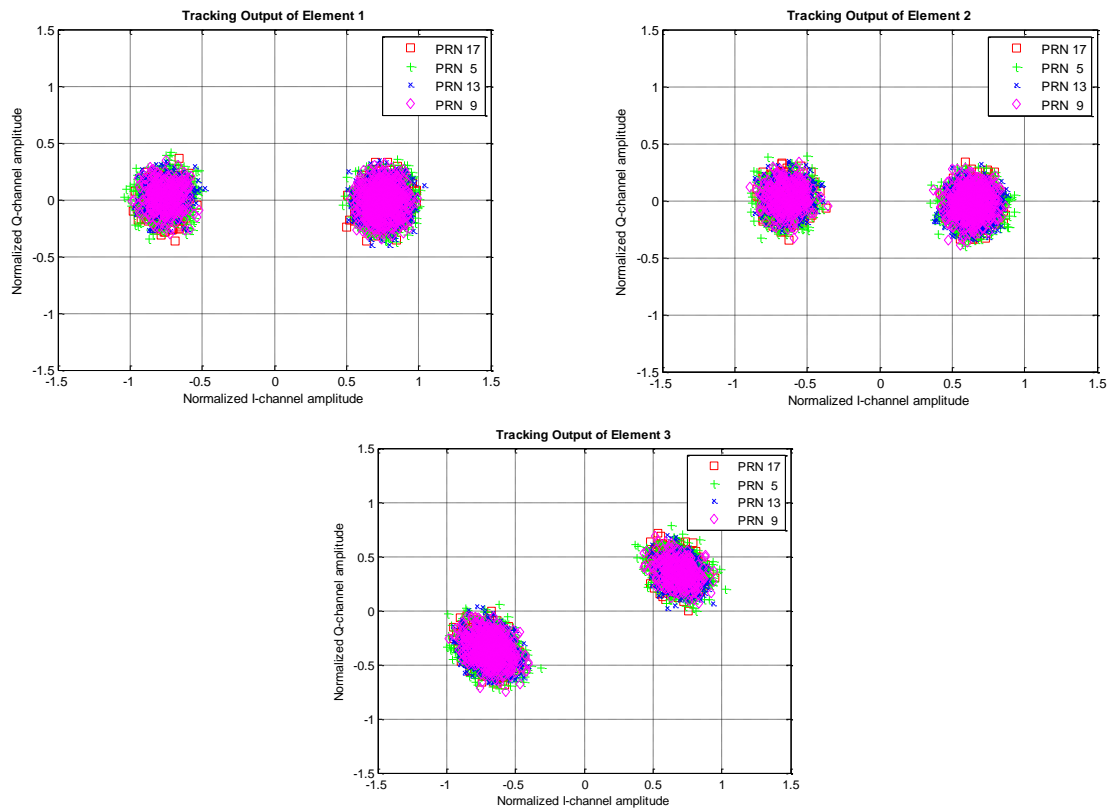 Tracking Output of Element 1
1.5
1
0.5
0
-0.5
-1
-1.5
-1.5
-1
-0.5
0
0.5
1
1.5
Normalized I-channel amplitude
Normalized Q-channel amplitude
PRN 17
PRN 5
PRN 13
PRN 9
Tracking Output of Element 2
1.5
1
0.5
0
-0.5
-1
-1.5
-1.5
-1
-0.5
0
0.5
1
1.5
Normalized I-channel amplitude
Normalized Q-channel amplitude
PRN 17
PRN 5
PRN 13
PRN 9
Tracking Output of Element 3
1.5
1
0.5
0
-0.5
-1
-1.5
-1.5
-1
-0.5
0
0.5
1
1.5
Normalized I-channel amplitude
Normalized Q-channel amplitude
PRN 17
PRN 5
PRN 13
PRN 9